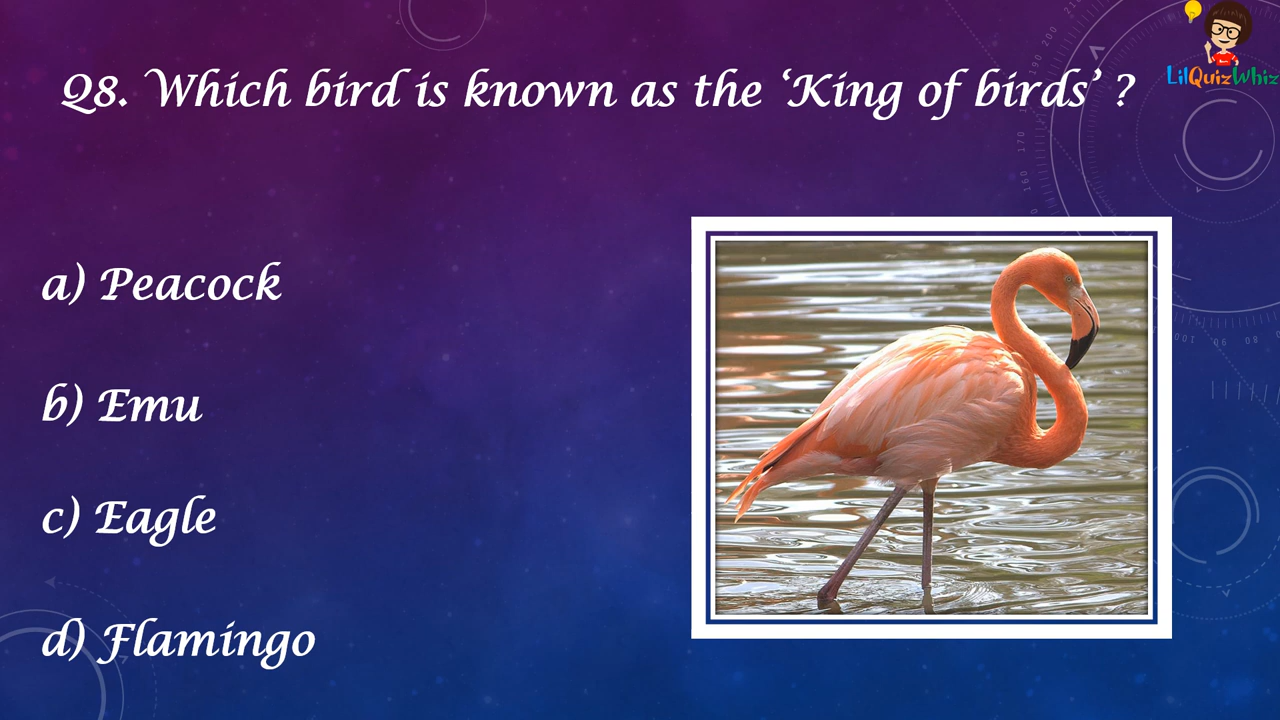 Q8. Which bird is known as the ‘King of birds’ ?
LilQuizWhiz
a) Peacock
b) Emu
c) Eagle
d) Flamingo